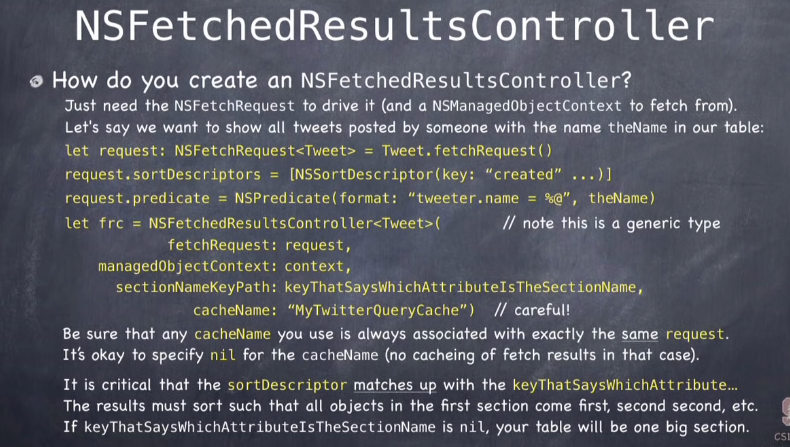 NSFetchedResultsController
How do you create an NSFetchedResultsController?
Just need the NSFetchRequest to drive it (and a NSManagedObjectContext to fetch from).
Let's say we want to show all tweets posted by someone with the name theName in our table:
let request: NSFetchRequest<Tweet> = Tweet.fetchRequest()
request.sortDescriptors = [NSSortDescriptor(key: “created” ...)]
request.predicate = NSPredicate(format: “tweeter.name = %@”, theName)
let frc = NSFetchedResultsController<Tweet>( // note this is a generic type
fetchRequest: request,
managedObjectContext: context,
sectionNameKeyPath: keyThatSaysWhichAttributeIsTheSectionName,
cacheName: “MyTwitterQueryCache”) // careful!
Be sure that any cacheName you use is always associated with exactly the same request.
It's okay to specify nil for the cacheName (no cacheing of fetch results in that case).
It is critical that the sortDescriptor matches up with the keyThatSaysWhichAttribute…
The results must sort such that all objects in the first section come first, second second, etc.
If keyThatSaysWhichAttributeIsTheSectionName is nil, your table will be one big section.